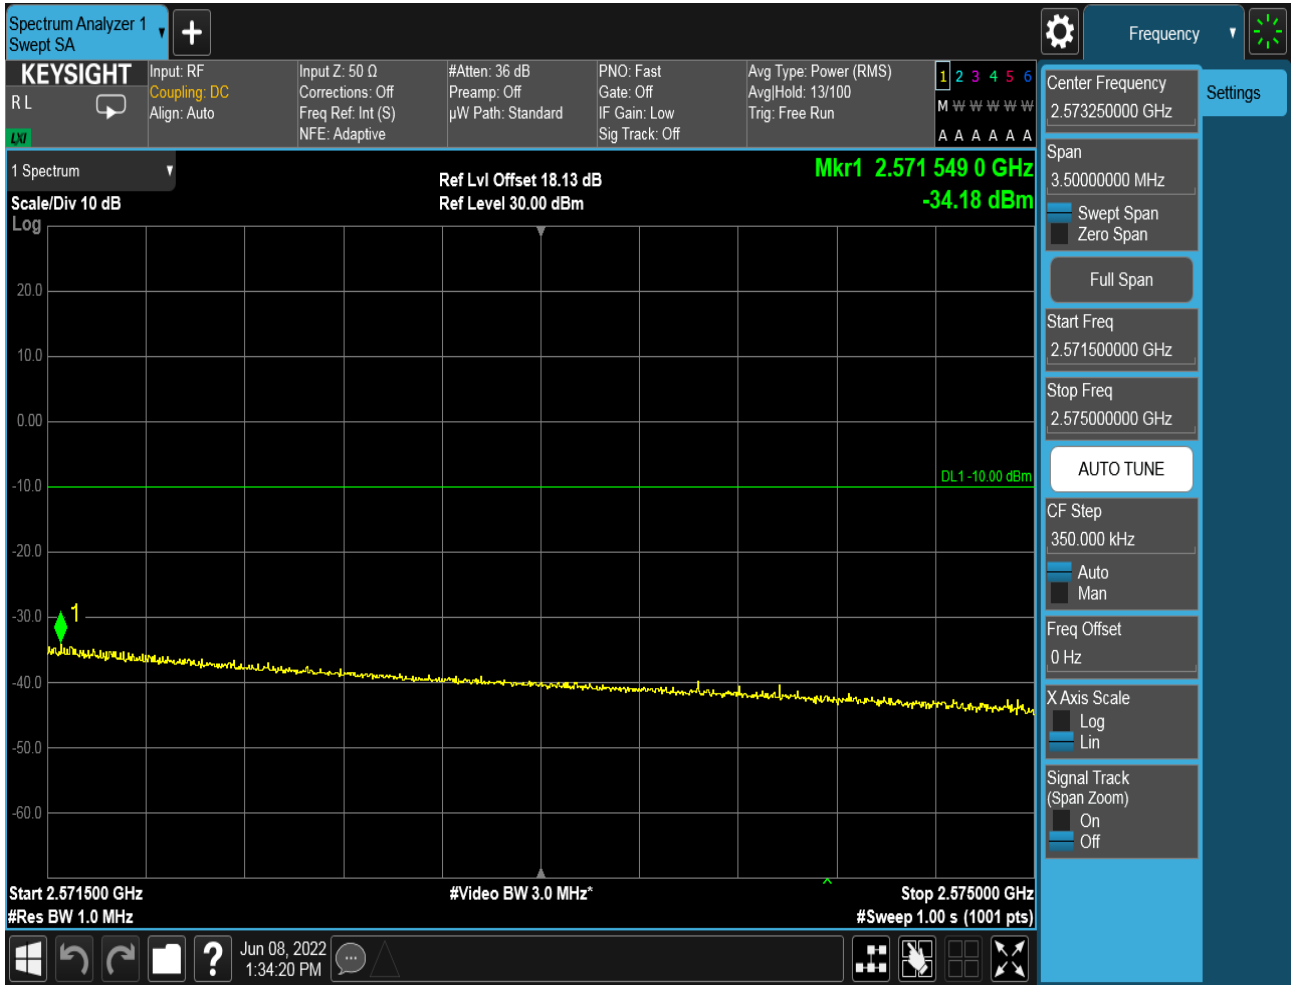 Spectrum Analyzer 1
Swept SA
Frequency
KEYSIGHT
R L
LXI
Input: RF
Coupling: DC
Align: Auto
Input Z: 50 Ω
Corrections: Off
Freq Ref: Int (S)
NFE: Adaptive
#Atten: 36 dB
Preamp: Off
µW Path: Standard
PNO: Fast
Gate: Off
IF Gain: Low
Sig Track: Off
Avg Type: Power (RMS)
Avg|Hold: 13/100
Trig: Free Run
1 2 3 4 5 6
M W W W W W
A A A A A A
1 Spectrum
Scale/Div 10 dB
Log
Ref Lvl Offset 18.13 dB
Ref Level 30.00 dBm
Mkr1 2.571 549 0 GHz
-34.18 dBm
20.0
10.0
0.00
-10.0
-20.0
-30.0
-40.0
-50.0
-60.0
DL1 -10.00 dBm
1
Start 2.571500 GHz
#Res BW 1.0 MHz
#Video BW 3.0 MHz*
Stop 2.575000 GHz
#Sweep 1.00 s (1001 pts)
Center Frequency
2.573250000 GHz
Span
3.50000000 MHz
Swept Span
Zero Span
Full Span
Start Freq
2.571500000 GHz
Stop Freq
2.575000000 GHz
AUTO TUNE
CF Step
350.000 kHz
Auto
Man
Freq Offset
0 Hz
X Axis Scale
Log
Lin
Signal Track
(Span Zoom)
On
Off
Settings
?
Jun 08, 2022
1:34:20 PM